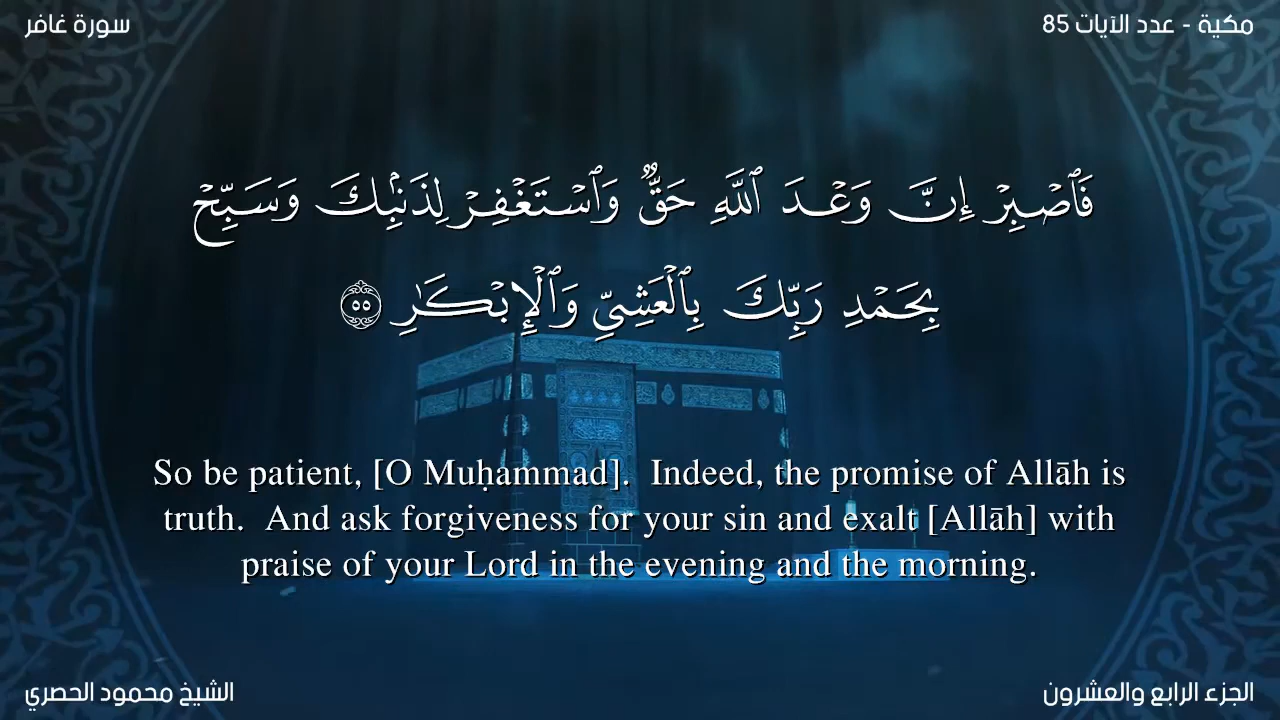 مكية - عدد الآيات 85
سورة غافر
فَٱصْبِرْ إِنَّ وَعْدَ ٱللَّهِ حَقٌّ وَٱسْتَغْفِرْ لِذَنۢبِكَ وَسَبِّحْ
بِحَمْدِ رَبِّكَ بِٱلْعَشِىِّ وَٱلْإِبْكَـٰرِ ٥٥
So be patient, [O Muḥammad].  Indeed, the promise of Allāh is
truth.  And ask forgiveness for your sin and exalt [Allāh] with
praise of your Lord in the evening and the morning.
الجزء الرابع والعشرون
الشيخ محمود الحصري